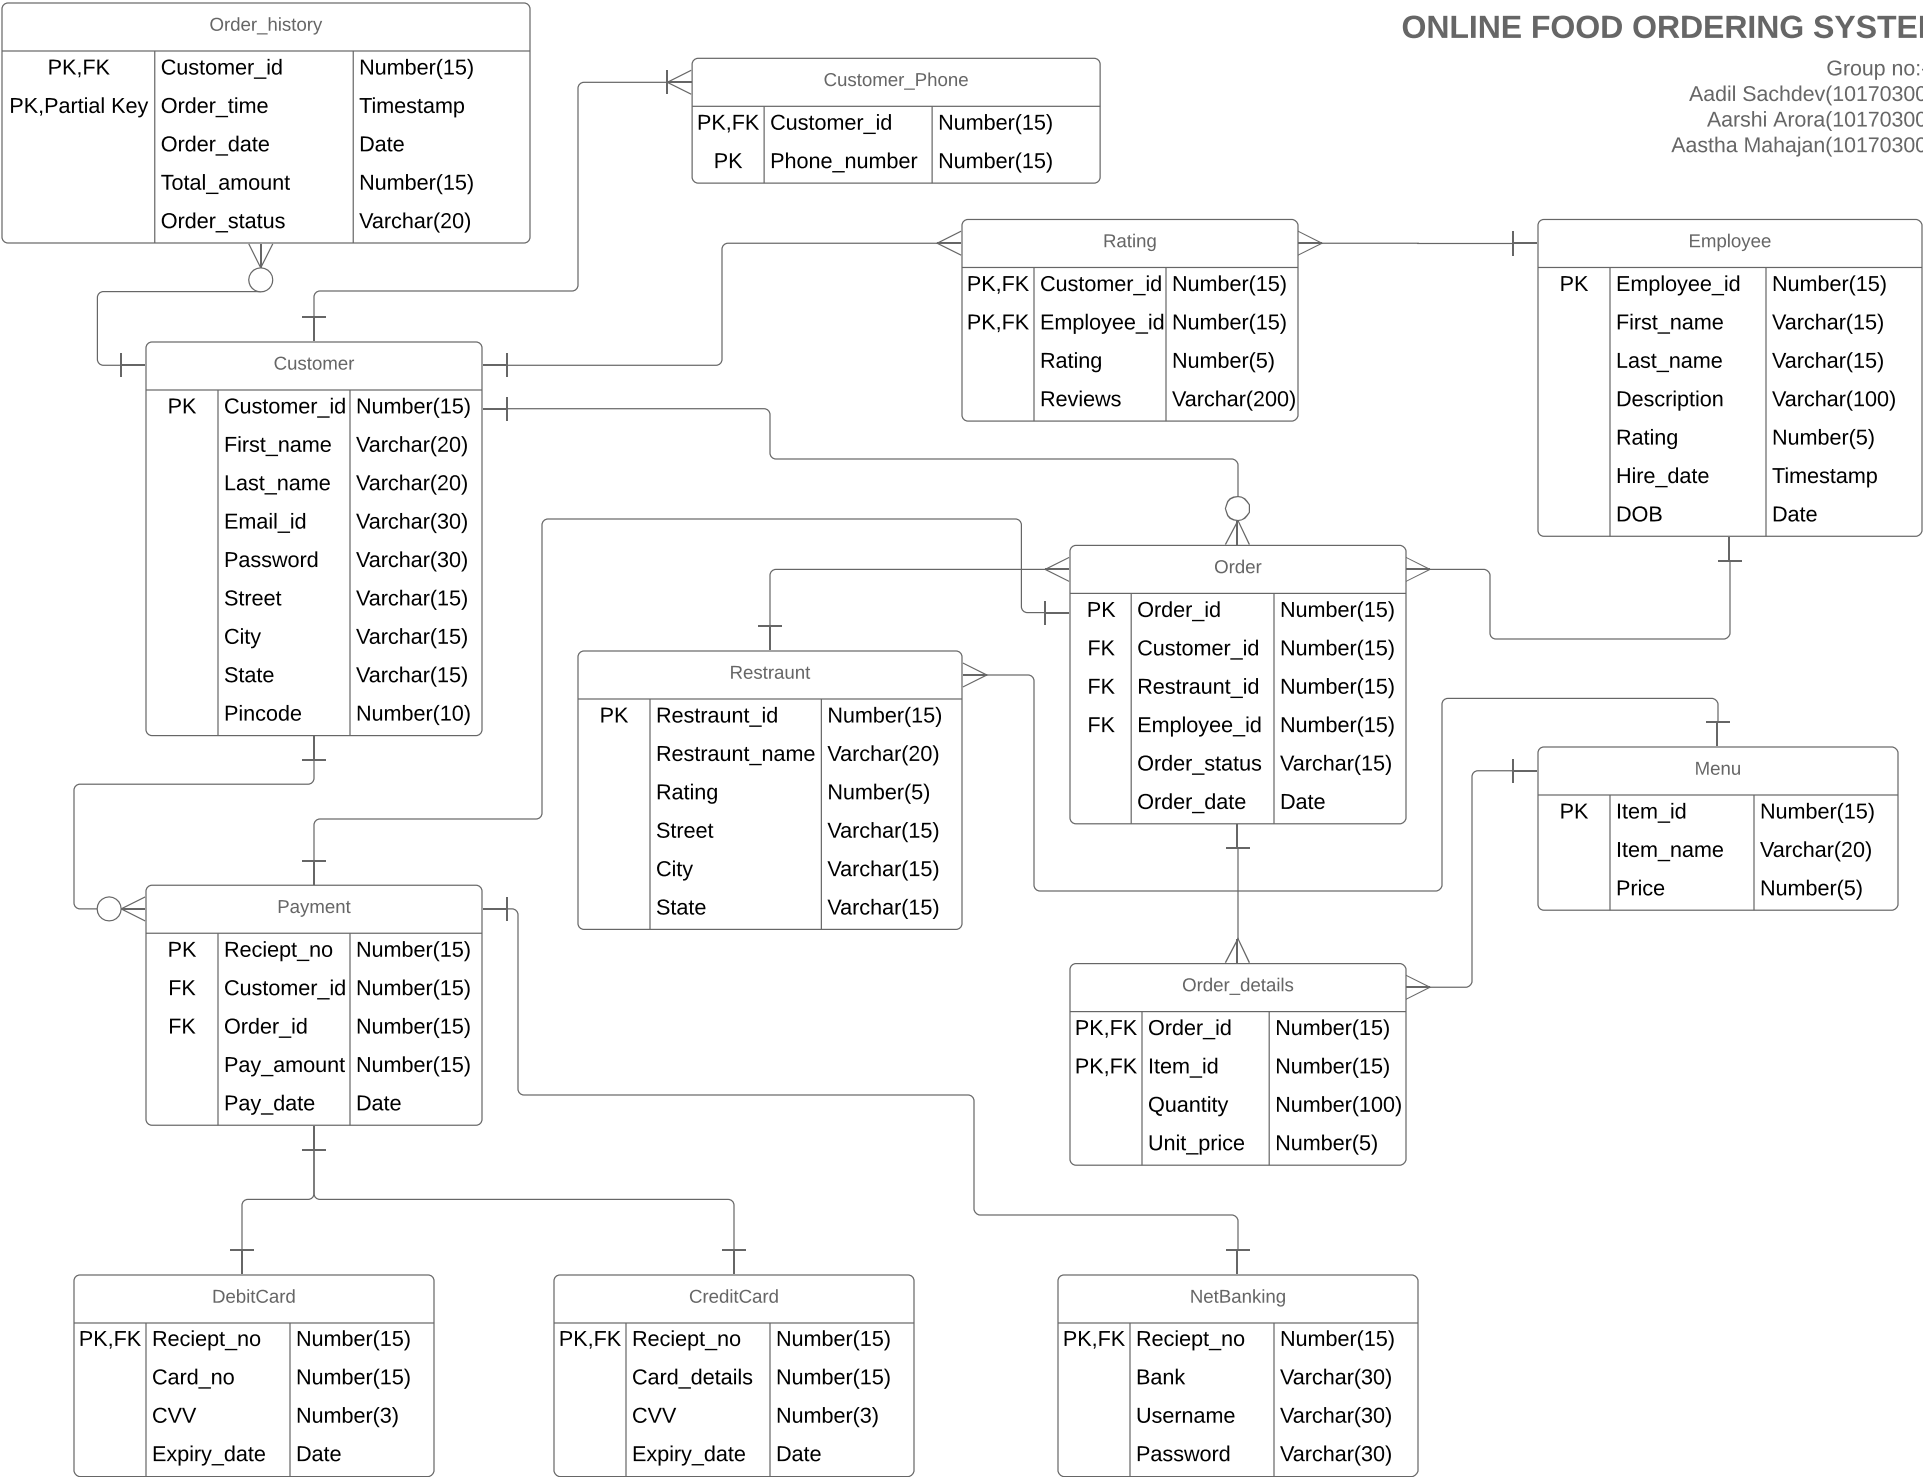 ONLINE FOOD ORDERING SYSTE
Group no:
Aadil Sachdev(10170300
Aarshi Arora(10170300
Aastha Mahajan(10170300
Order_history
PK,FK Customer_id Number(15)
PK,Partial Key Order_time Timestamp
Order_date Date
Total_amount Number(15)
Order_status Varchar(20)
Customer_Phone
PK,FK Customer_id Number(15)
PK Phone_number Number(15)
Rating
PK,FK Customer_id Number(15)
PK,FK Employee_id Number(15)
Rating Number(5)
Reviews Varchar(200)
Employee
PK Employee_id Number(15)
First_name Varchar(15)
Last_name Varchar(15)
Description Varchar(100)
Rating Number(5)
Hire_date Timestamp
DOB Date
Customer
PK Customer_id Number(15)
First_name Varchar(20)
Last_name Varchar(20)
Email_id Varchar(30)
Password Varchar(30)
Street Varchar(15)
City Varchar(15)
State Varchar(15)
Pincode Number(10)
Order
PK Order_id Number(15)
FK Customer_id Number(15)
FK Restraunt_id Number(15)
FK Employee_id Number(15)
Order_status Varchar(15)
Order_date Date
Restraunt
PK Restraunt_id Number(15)
Restraunt_name Varchar(20)
Rating Number(5)
Street Varchar(15)
City Varchar(15)
State Varchar(15)
Menu
PK Item_id Number(15)
Item_name Varchar(20)
Price Number(5)
Payment
PK Reciept_no Number(15)
FK Customer_id Number(15)
FK Order_id Number(15)
Pay_amount Number(15)
Pay_date Date
Order_details
PK,FK Order_id Number(15)
PK,FK Item_id Number(15)
Quantity Number(100)
Unit_price Number(5)
DebitCard
PK,FK Reciept_no Number(15)
Card_no Number(15)
CVV Number(3)
Expiry_date Date
CreditCard
PK,FK Reciept_no Number(15)
Card_details Number(15)
CVV Number(3)
Expiry_date Date
NetBanking
PK,FK Reciept_no Number(15)
Bank Varchar(30)
Username Varchar(30)
Password Varchar(30)